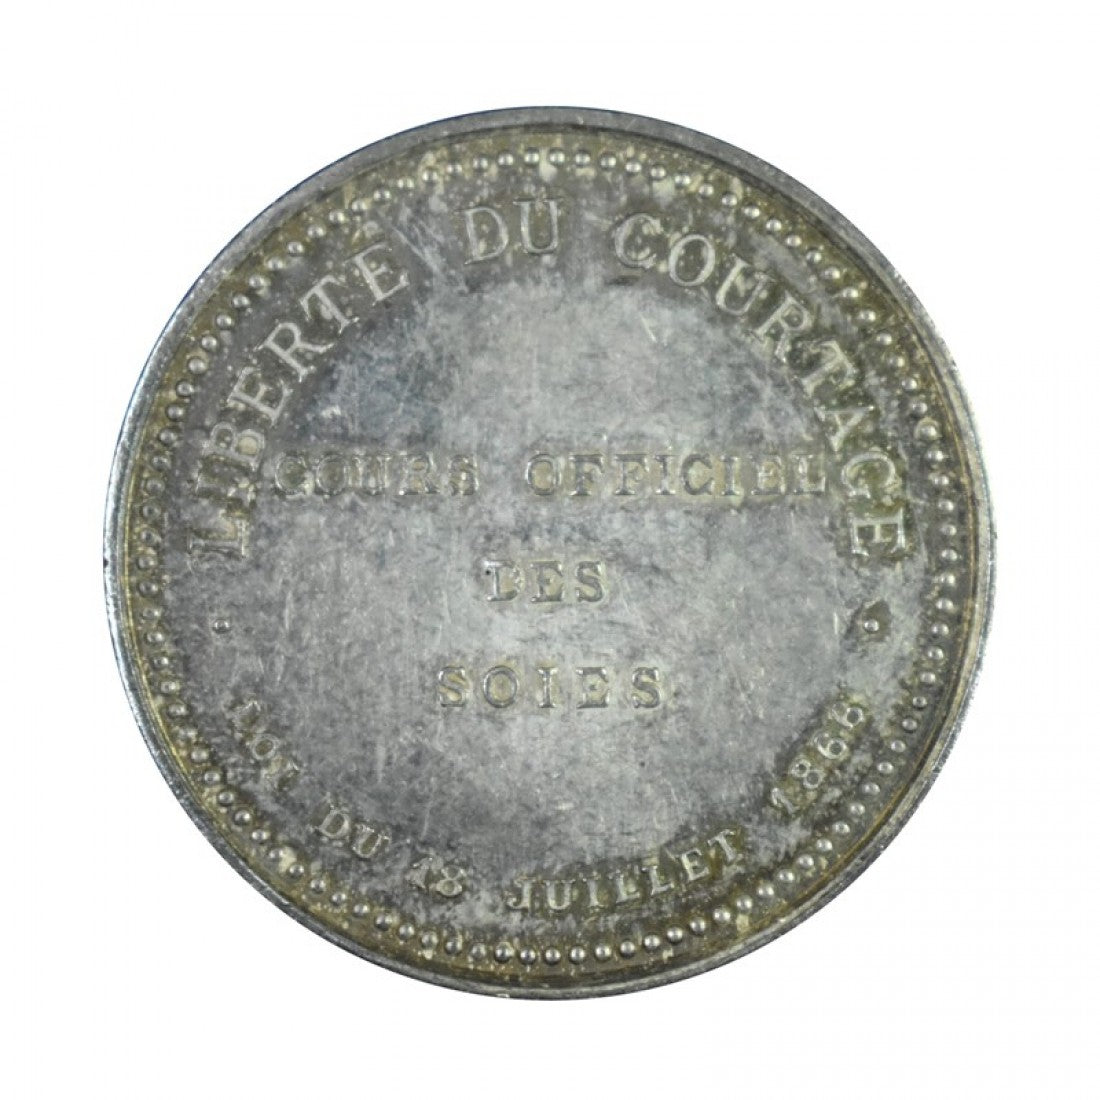 LIBERTÉ DU COURTAGE
COURS OFFICIEL
DES
SOIES
LOI DU 18 JUILLET 1866